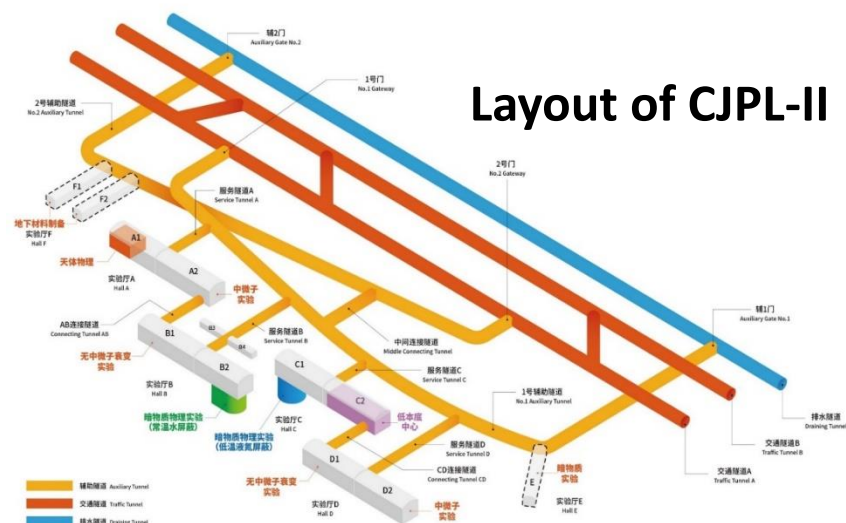 Layout of CJPL-II
辅2门
Auxiliary Gate No.2
1号门
No.1 Gateway
2号辅助隧道
No.2 Auxiliary Tunnel
2号门
No.2 Gateway
服务隧道A
Service Tunnel A
F1
F2
地下材料制备
实验厅F
Hall F
A1
A2
天体物理
实验厅A
Hall A
中微子
实验
AB连接隧道
Connecting Tunnel AB
服务隧道B
Service Tunnel B
中间连接隧道
Middle Connecting Tunnel
辅1门
Auxiliary Gate No.1
B1
B2
B3
B4
无中微子衰变
实验
实验厅B
Hall B
C1
C2
服务隧道C
Service Tunnel C
1号辅助隧道
No.1 Auxiliary Tunnel
暗物质物理实验
(常温水屏蔽)
暗物质物理实验
(低温液氮屏蔽)
实验厅C
Hall C
低本底
中心
服务隧道D
Service Tunnel D
排水隧道
Draining Tunnel
交通隧道B
Traffic Tunnel B
交通隧道A
Traffic Tunnel A
D1
D2
无中微子衰变
实验
CD连接隧道
Connecting Tunnel CD
实验厅D
Hall D
中微子
实验
E
暗物质
实验
实验厅E
Hall E
辅助隧道 Auxiliary Tunnel
交通隧道 Traffic Tunnel
排水隧道 Draining Tunnel